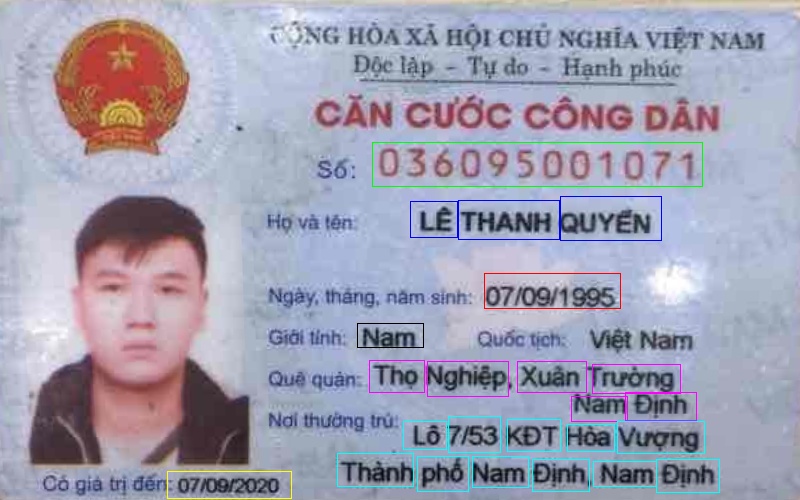 CỘNG HÒA XÃ HỘI CHỦ NGHĨA VIỆT NAM
Độc lập - Tự do - Hạnh phúc
CĂN CƯỚC CÔNG DÂN
Số: 036095001071
Họ và tên: LÊ THANH QUYỀN
Ngày, tháng, năm sinh: 07/09/1995
Giới tính: Nam Quốc tịch: Việt Nam
Quê quán: Thọ Nghiệp, Xuân Trường
Nam Định
Nơi thường trú:
Lô 7/53 KĐT Hòa Vượng
Thành phố Nam Định, Nam Định
Có giá trị đến: 07/09/2020